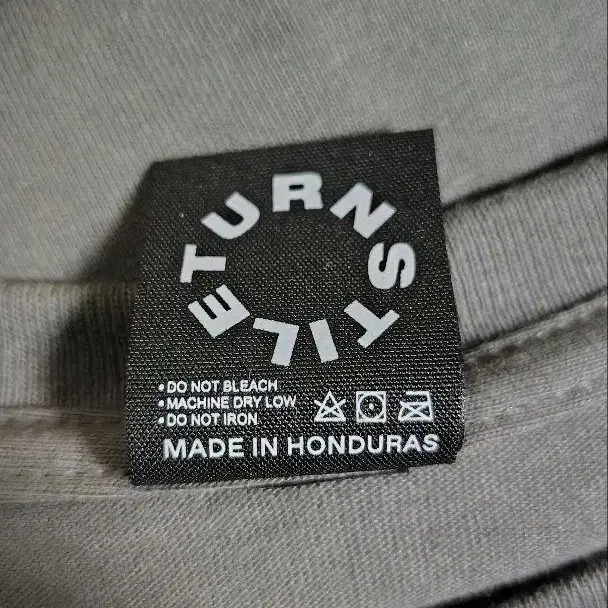 TURNSTILE
• DO NOT BLEACH
• MACHINE DRY LOW
• DO NOT IRON
MADE IN HONDURAS